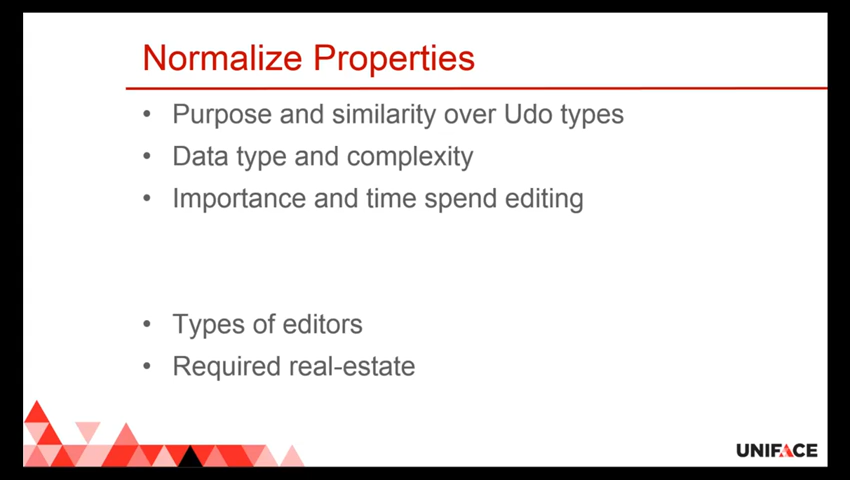 Normalize Properties
• Purpose and similarity over Udo types
• Data type and complexity
• Importance and time spend editing
• Types of editors
• Required real-estate
UNIFACE